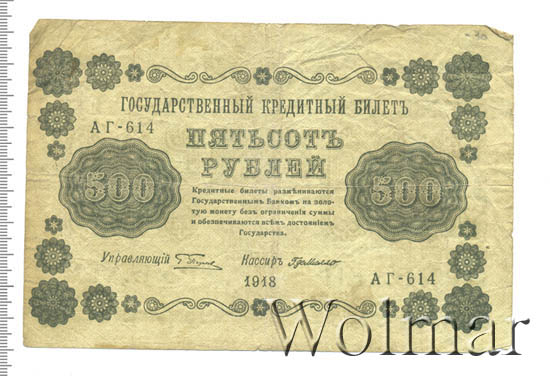 ГОСУДАРСТВЕННЫЙ КРЕДИТНЫЙ БИЛЕТЪ
АГ-614
ПЯТЬСОТЪ
РУБЛЕЙ
500
500
Кредитные билеты размѣниваются
Государственнымъ Банкомъ на золо-
тую монету безъ ограниченія суммы
и обезпечиваются всѣмъ достояніемъ
Государства.
Управляющій
Кассиръ
1918
АГ-614
Wolmar